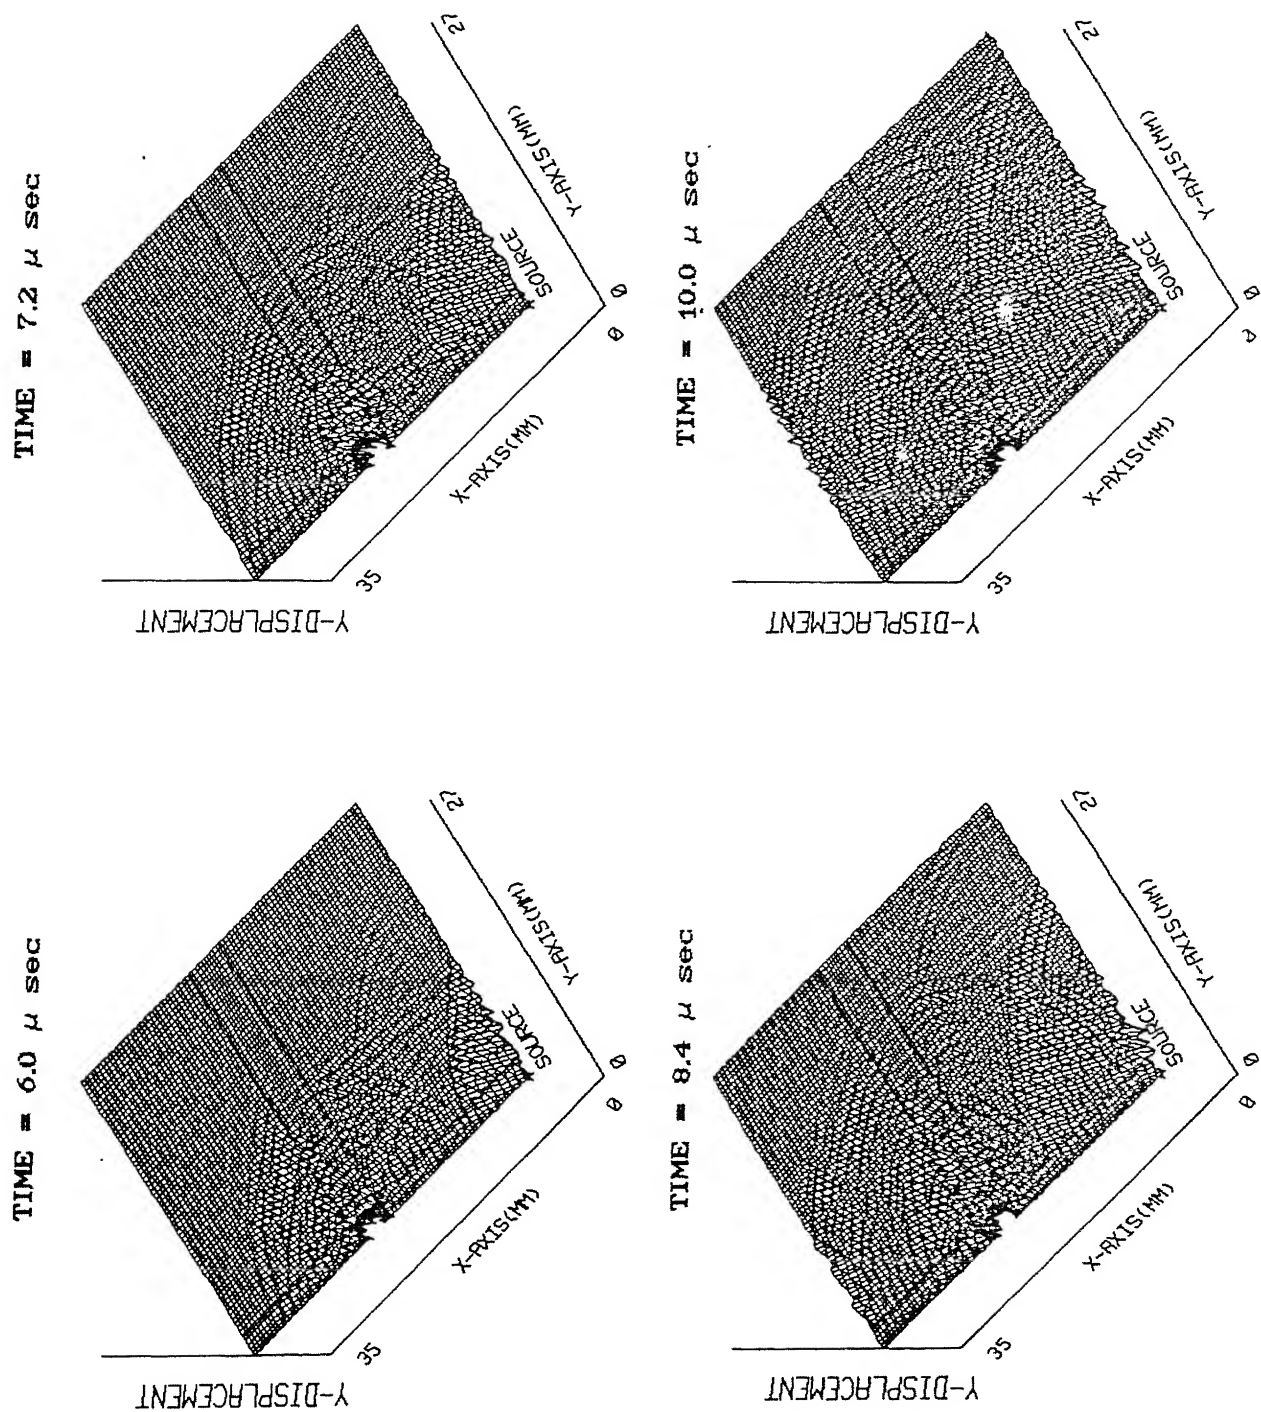 TIME = 6.0 μ sec
Y-DISPLACEMENT
35
X-AXIS(MM)
0
0
SOURCE
Y-AXIS(MM)
27
TIME = 7.2 μ sec
Y-DISPLACEMENT
35
X-AXIS(MM)
0
0
SOURCE
Y-AXIS(MM)
27
TIME = 8.4 μ sec
Y-DISPLACEMENT
35
X-AXIS(MM)
0
0
SOURCE
Y-AXIS(MM)
27
TIME = 10.0 μ sec
Y-DISPLACEMENT
35
X-AXIS(MM)
0
SOURCE
Y-AXIS(MM)
27